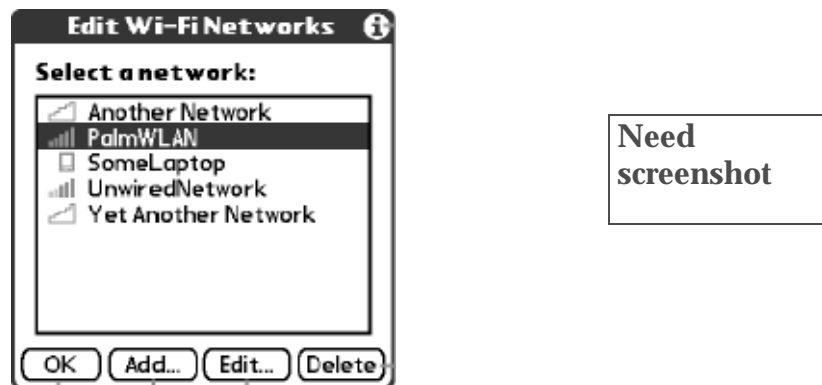 Edit Wi-Fi Networks
Select a network:
Another Network
PalmWLAN
SomeLaptop
UnwiredNetwork
Yet Another Network
OK Add... Edit... Delete
Need
screenshot